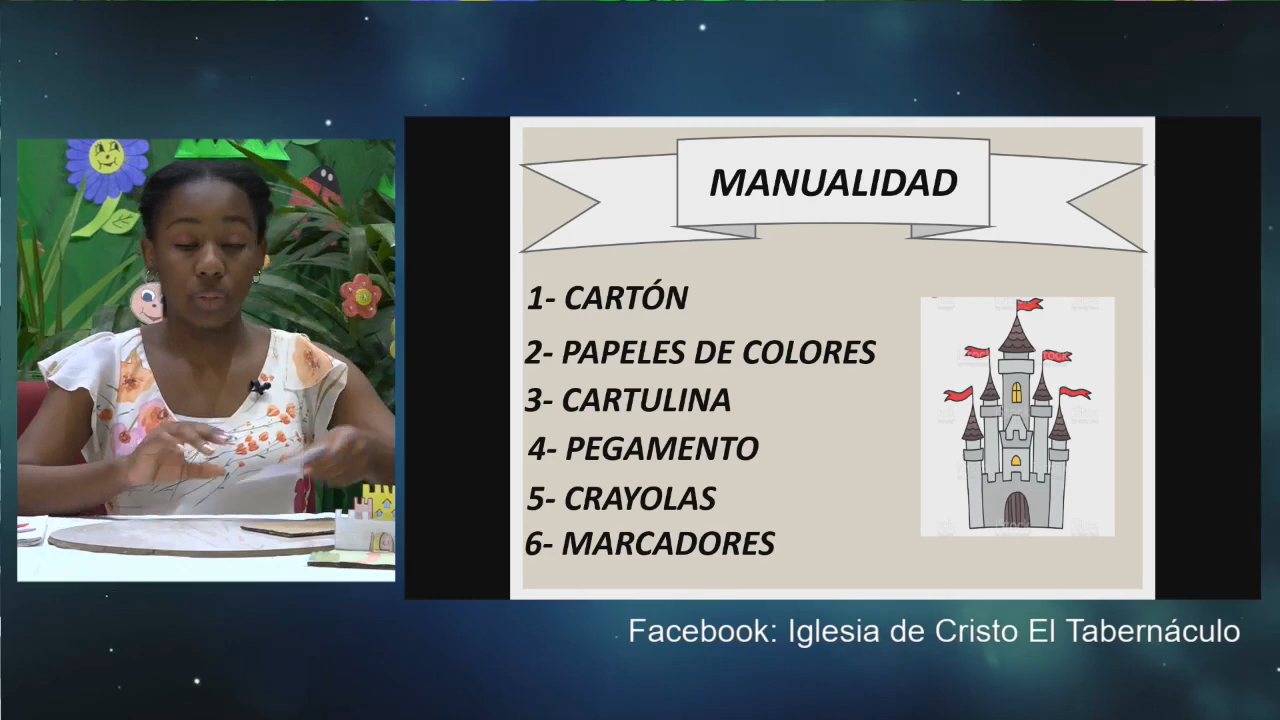 MANUALIDAD
1- CARTÓN
2- PAPELES DE COLORES
3- CARTULINA
4- PEGAMENTO
5- CRAYOLAS
6- MARCADORES
Facebook: Iglesia de Cristo El Tabernáculo